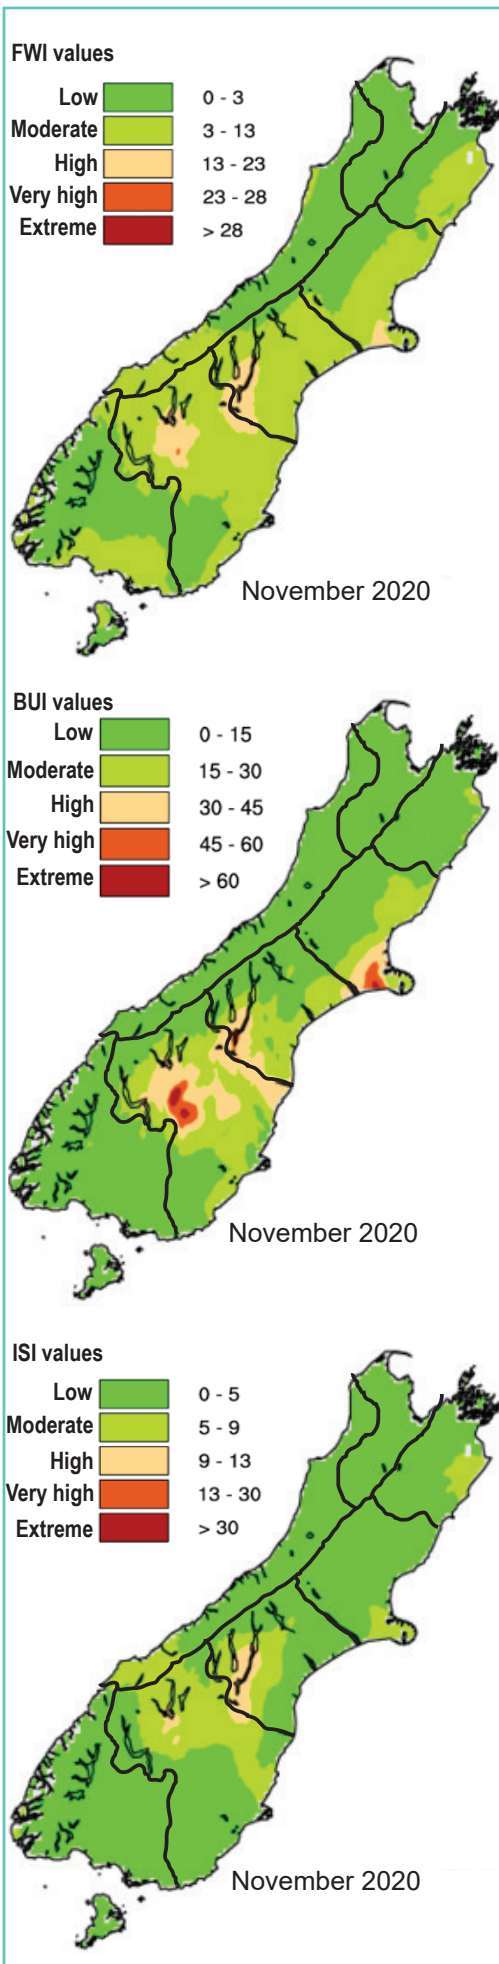 FWI values
Low 0 - 3
Moderate 3 - 13
High 13 - 23
Very high 23 - 28
Extreme > 28
November 2020
BUI values
Low 0 - 15
Moderate 15 - 30
High 30 - 45
Very high 45 - 60
Extreme > 60
November 2020
ISI values
Low 0 - 5
Moderate 5 - 9
High 9 - 13
Very high 13 - 30
Extreme > 30
November 2020